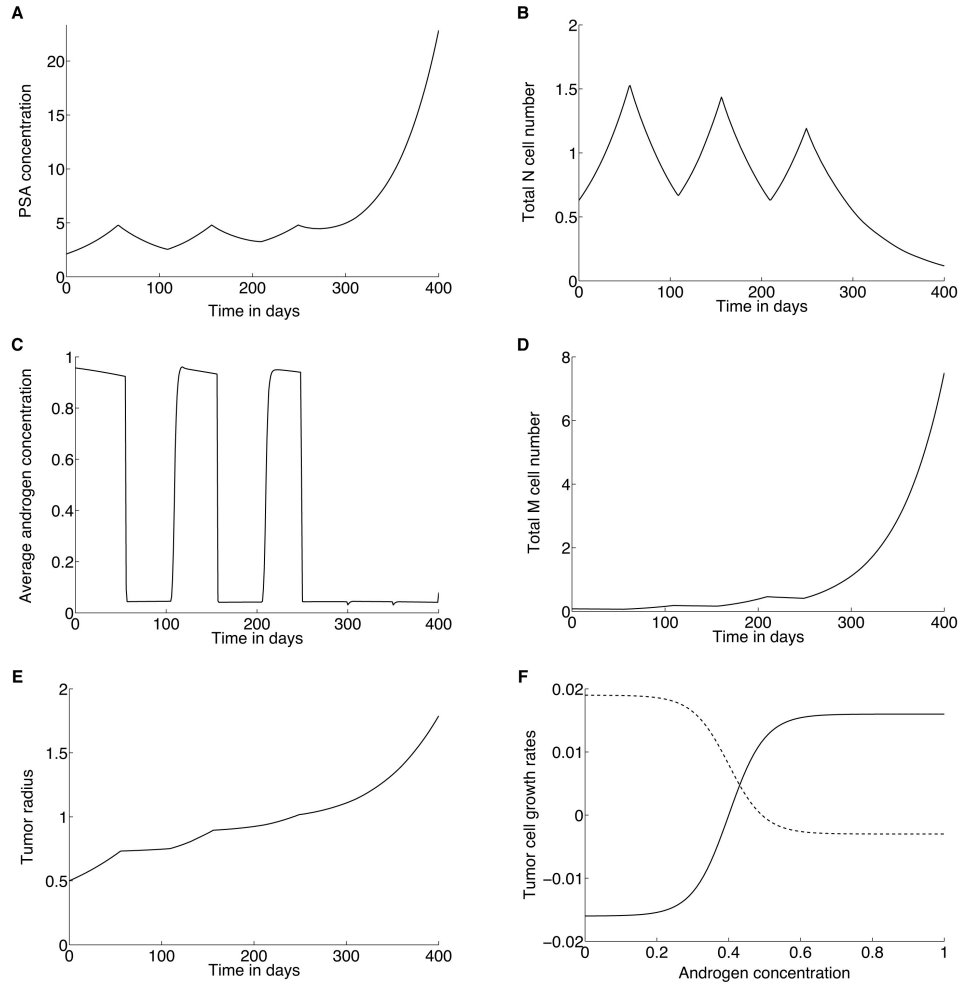 A
PSA concentration
20
15
10
5
0
0 100 200 300 400
Time in days
B
Total N cell number
2
1.5
1
0.5
0
0 100 200 300 400
Time in days
C
Average androgen concentration
1
0.8
0.6
0.4
0.2
0
0 100 200 300 400
Time in days
D
Total M cell number
8
6
4
2
0
0 100 200 300 400
Time in days
E
Tumor radius
2
1.5
1
0.5
0
0 100 200 300 400
Time in days
F
Tumor cell growth rates
0.02
0.01
0
−0.01
−0.02
0 0.2 0.4 0.6 0.8 1
Androgen concentration